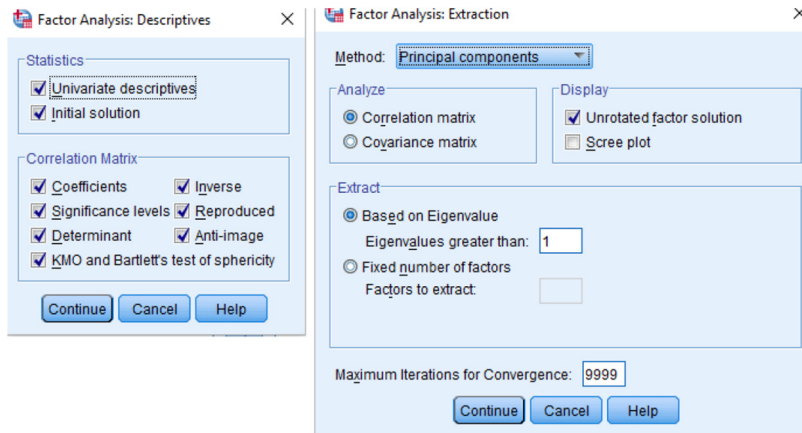 Factor Analysis: Descriptives
Statistics
Univariate descriptives
Initial solution
Correlation Matrix
Coefficients Inverse
Significance levels Reproduced
Determinant Anti-image
KMO and Bartlett's test of sphericity
Continue Cancel Help
Factor Analysis: Extraction
Method: Principal components
Analyze
Correlation matrix
Covariance matrix
Display
Unrotated factor solution
Scree plot
Extract
Based on Eigenvalue
Eigenvalues greater than: 1
Fixed number of factors
Factors to extract:
Maximum Iterations for Convergence: 9999
Continue Cancel Help